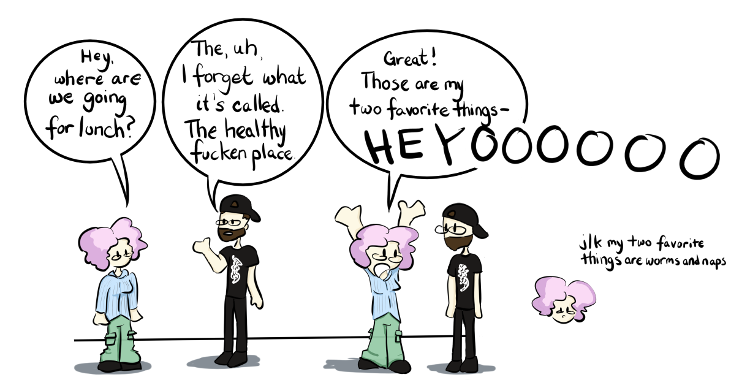 Hey,
where are
we going
for lunch?
The, uh,
I forget what
it's called.
The healthy
fucken place.
Great!
Those are my
two favorite things-
HEYOOOOOO
jlk my two favorite
things are worms and naps